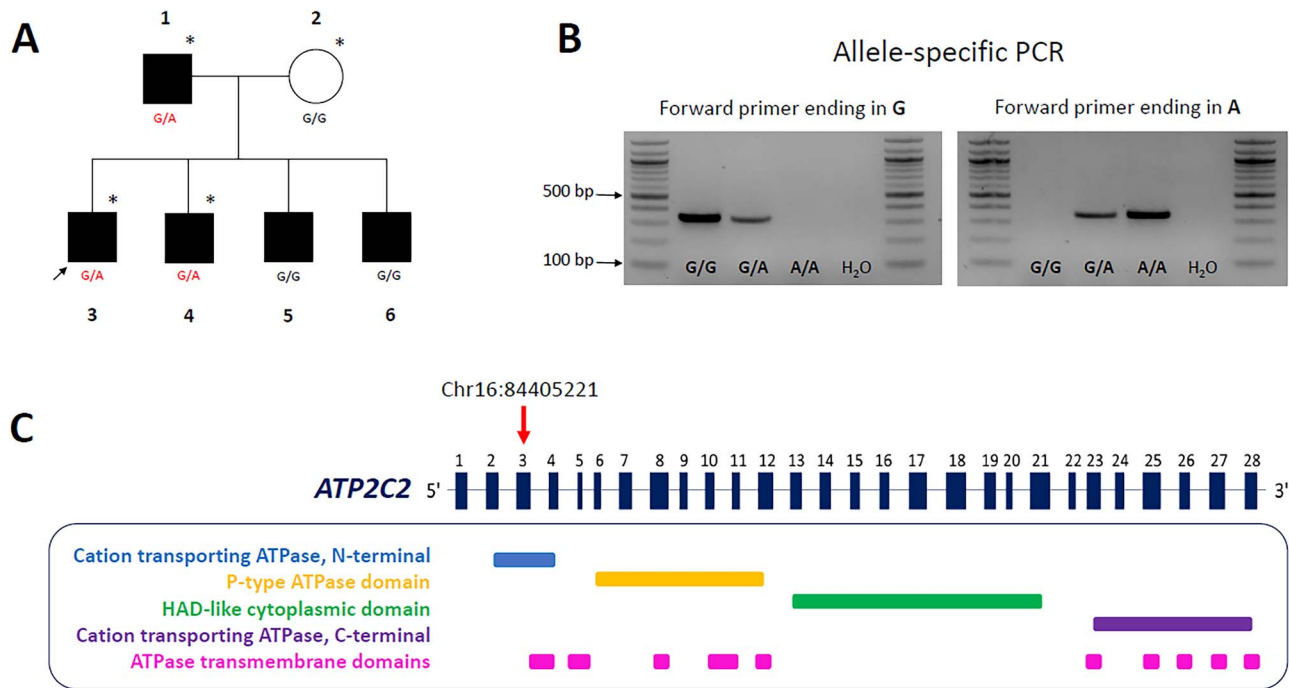 A
1
*
2
*
G/A
G/G
*
*
G/A
G/A
G/G
G/G
3
4
5
6
B
Allele-specific PCR
Forward primer ending in G
Forward primer ending in A
500 bp
100 bp
G/G G/A A/A H₂O
G/G G/A A/A H₂O
C
Chr16:84405221
1 2 3 4 5 6 7 8 9 10 11 12 13 14 15 16 17 18 19 20 21 22 23 24 25 26 27 28
ATP2C2 5' 3'
Cation transporting ATPase, N-terminal
P-type ATPase domain
HAD-like cytoplasmic domain
Cation transporting ATPase, C-terminal
ATPase transmembrane domains